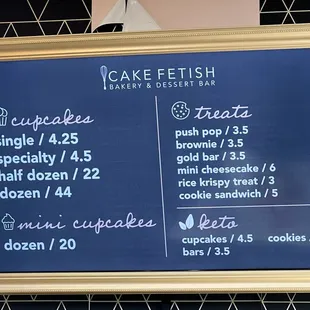 CAKE FETISH
BAKERY & DESSERT BAR
cupcakes
single / 4.25
specialty / 4.5
half dozen / 22
dozen / 44
mini cupcakes
dozen / 20
treats
push pop / 3.5
brownie / 3.5
gold bar / 3.5
mini cheesecake / 6
rice krispy treat / 3
cookie sandwich / 5
keto
cupcakes / 4.5 cookies /
bars / 3.5